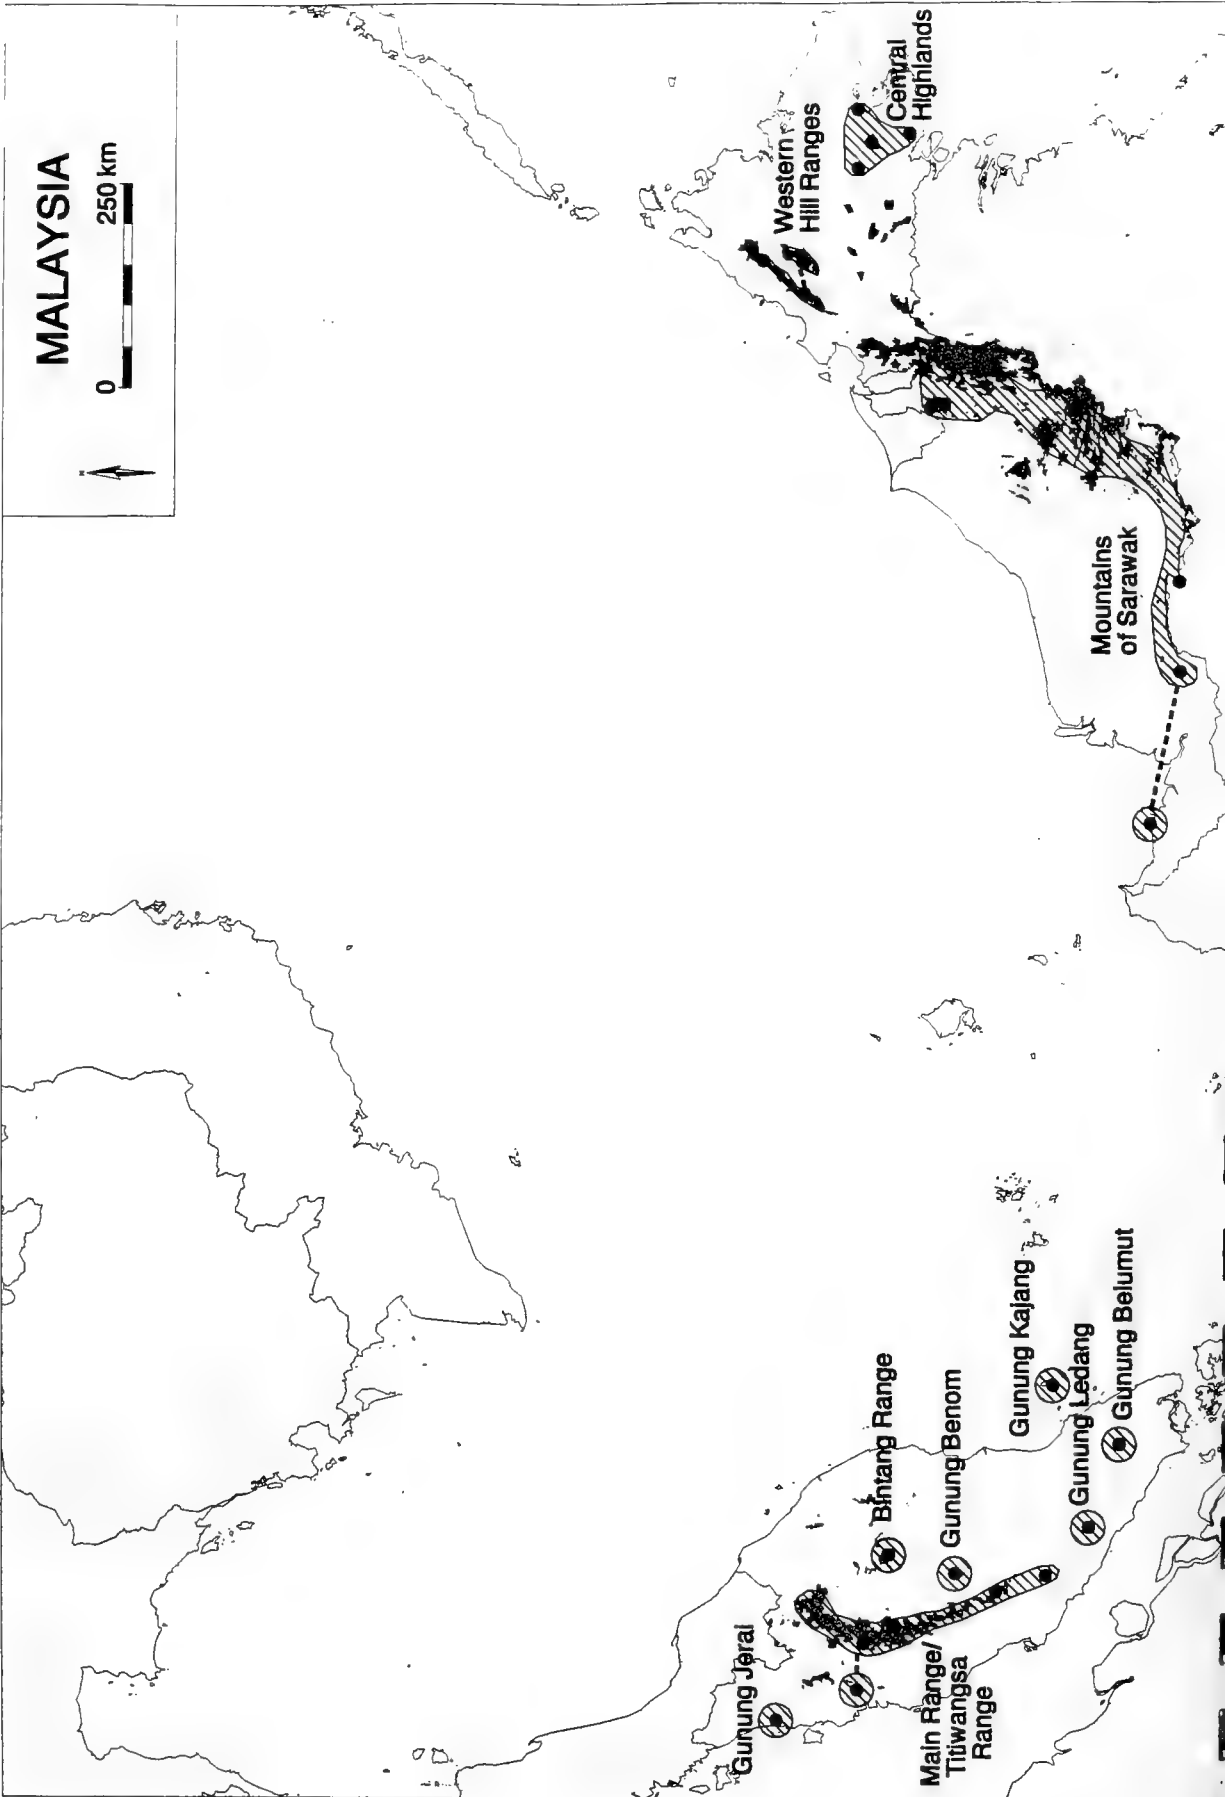 MALAYSIA
0
250 km
Central
Highlands
Western
Hill Ranges
Mountains
of Sarawak
Gunung Kajang
Gunung Ledang
Gunung Belumut
Bintang Range
Gunung Benom
Gunung Jerai
Main Range/
Titiwangsa
Range